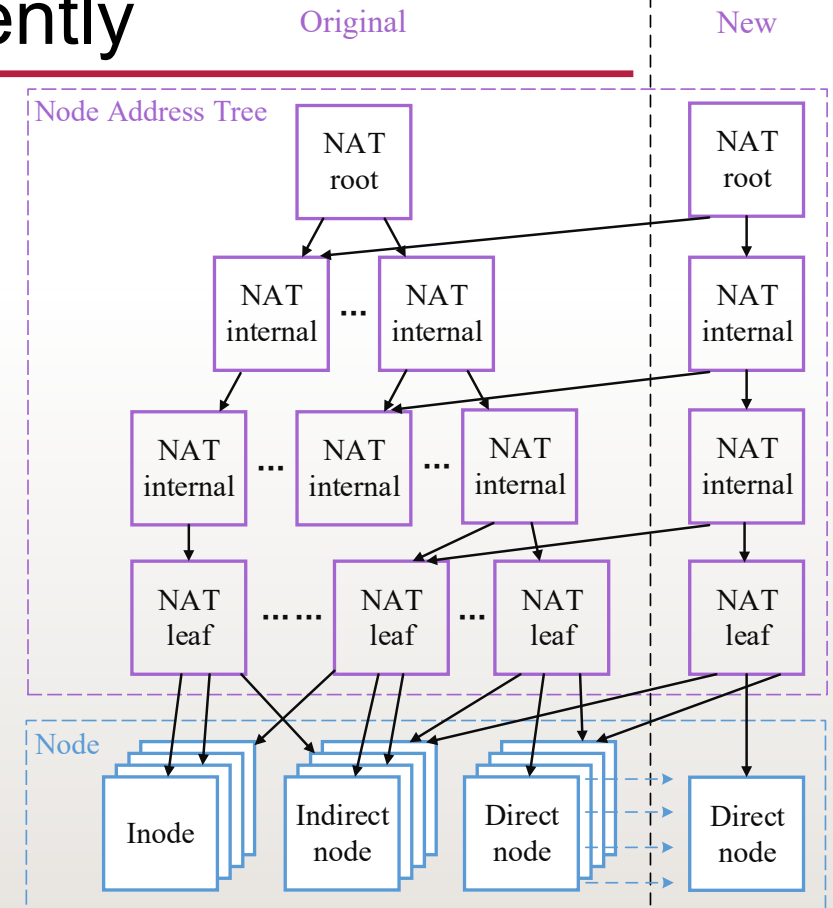 ently
Original
New
Node Address Tree
NAT
root
NAT
root
NAT
internal
...
NAT
internal
NAT
internal
NAT
internal
...
NAT
internal
...
NAT
internal
NAT
internal
NAT
leaf
... ...
NAT
leaf
...
NAT
leaf
NAT
leaf
Node
Inode
Indirect
node
Direct
node
Direct
node